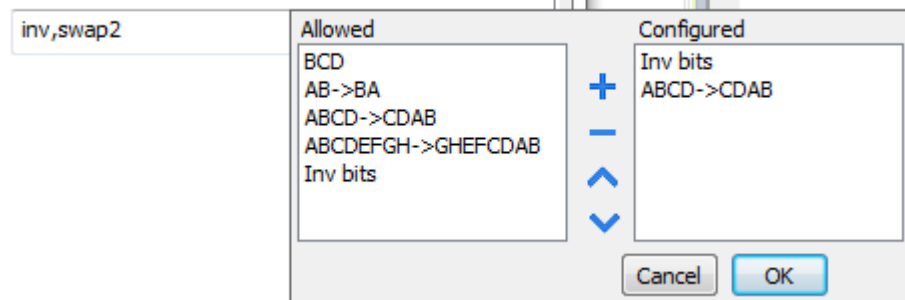 inv,swap2
Allowed
BCD
AB->BA
ABCD->CDAB
ABCDEFGH->GHEFCDAB
Inv bits
Configured
Inv bits
ABCD->CDAB
Cancel
OK